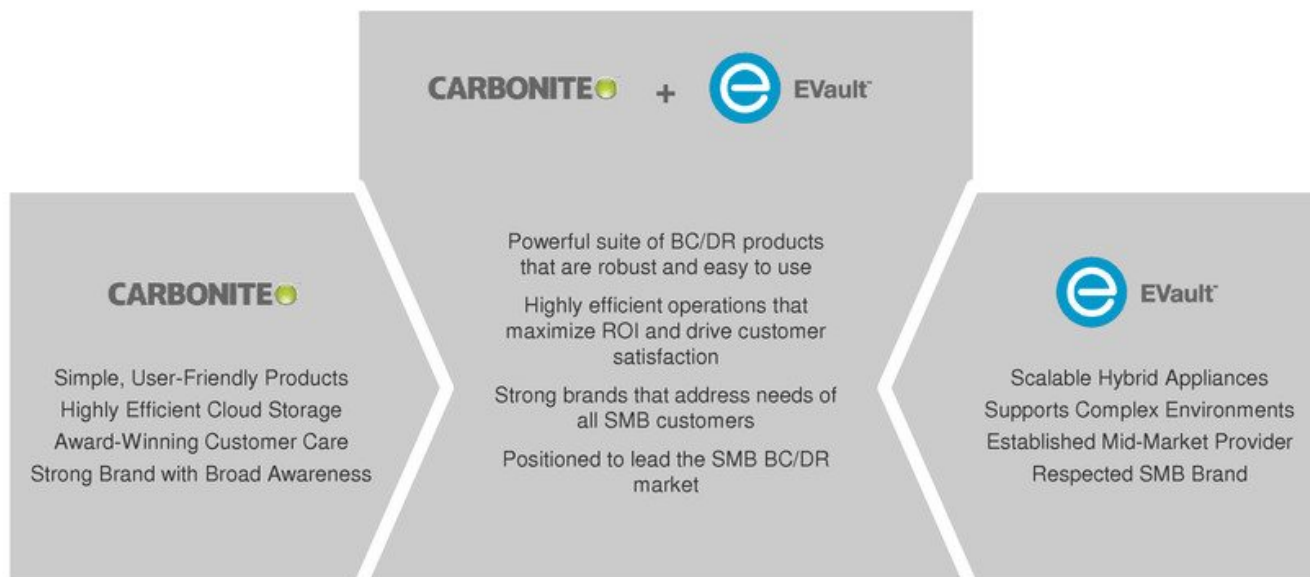 CARBONITE + EVault™
CARBONITE
Simple, User-Friendly Products
Highly Efficient Cloud Storage
Award-Winning Customer Care
Strong Brand with Broad Awareness
Powerful suite of BC/DR products
that are robust and easy to use
Highly efficient operations that
maximize ROI and drive customer
satisfaction
Strong brands that address needs of
all SMB customers
Positioned to lead the SMB BC/DR
market
EVault™
Scalable Hybrid Appliances
Supports Complex Environments
Established Mid-Market Provider
Respected SMB Brand